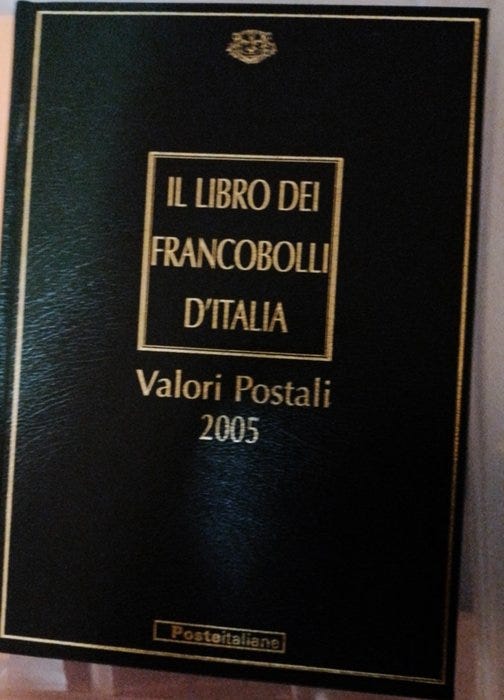 IL LIBRO DEI
FRANCOBOLLI
D'ITALIA
Valori Postali
2005
Posteitaliane